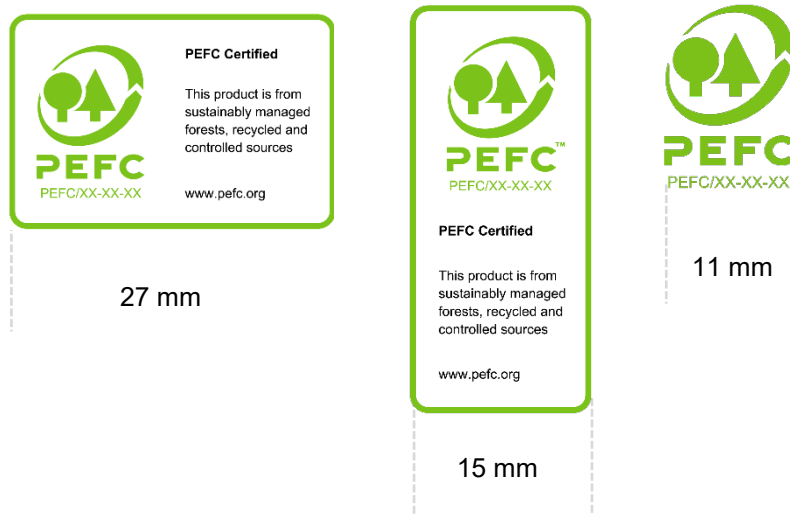 PEFC Certified
This product is from
sustainably managed
forests, recycled and
controlled sources
www.pefc.org
PEFC
PEFC/XX-XX-XX
27 mm
PEFC™
PEFC/XX-XX-XX
PEFC Certified
This product is from
sustainably managed
forests, recycled and
controlled sources
www.pefc.org
15 mm
PEFC
PEFC/XX-XX-XX
11 mm